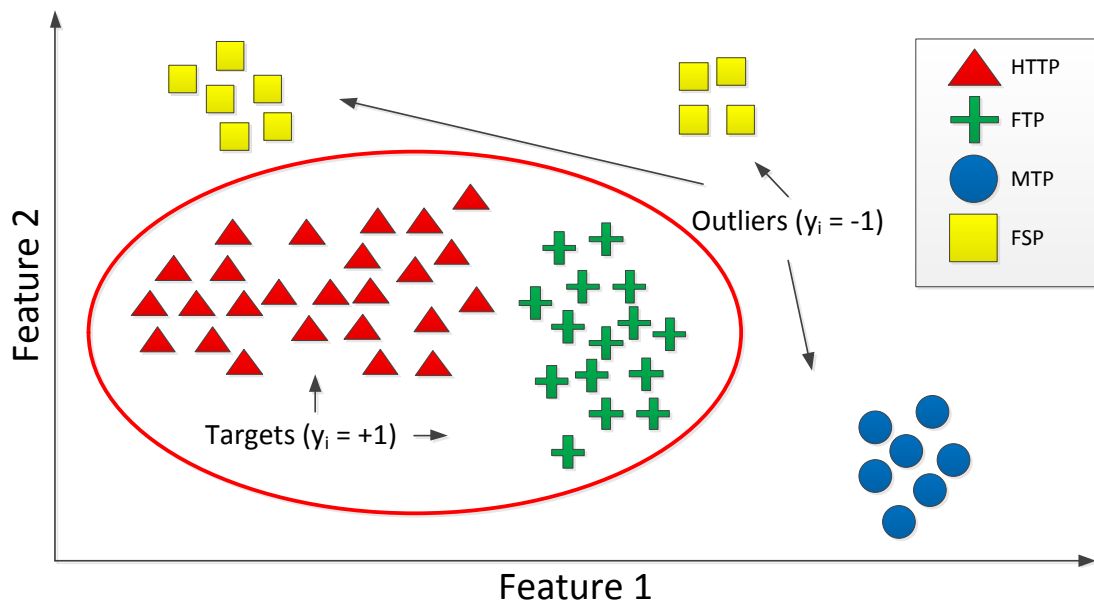 HTTP
FTP
MTP
FSP
Outliers (yᵢ = -1)
Targets (yᵢ = +1)
Feature 2
Feature 1